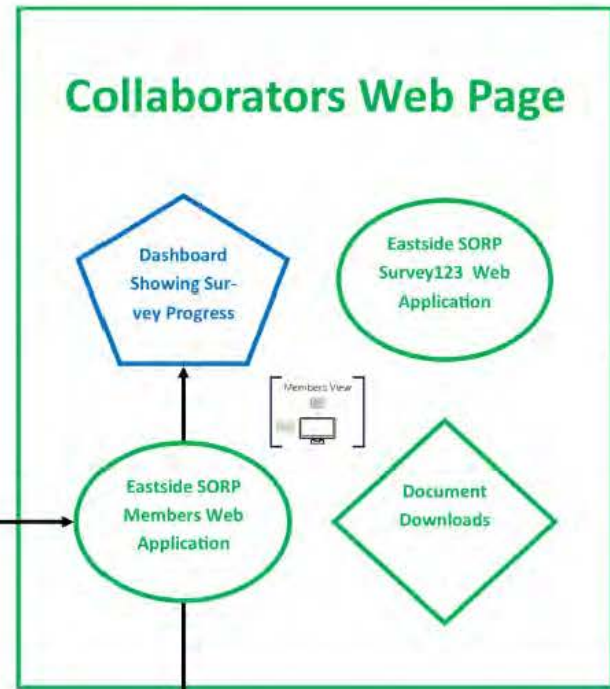 Collaborators Web Page
Dashboard
Showing Sur-
vey Progress
Eastside SORP
Survey123 Web
Application
Members View
Eastside SORP
Members Web
Application
Document
Downloads